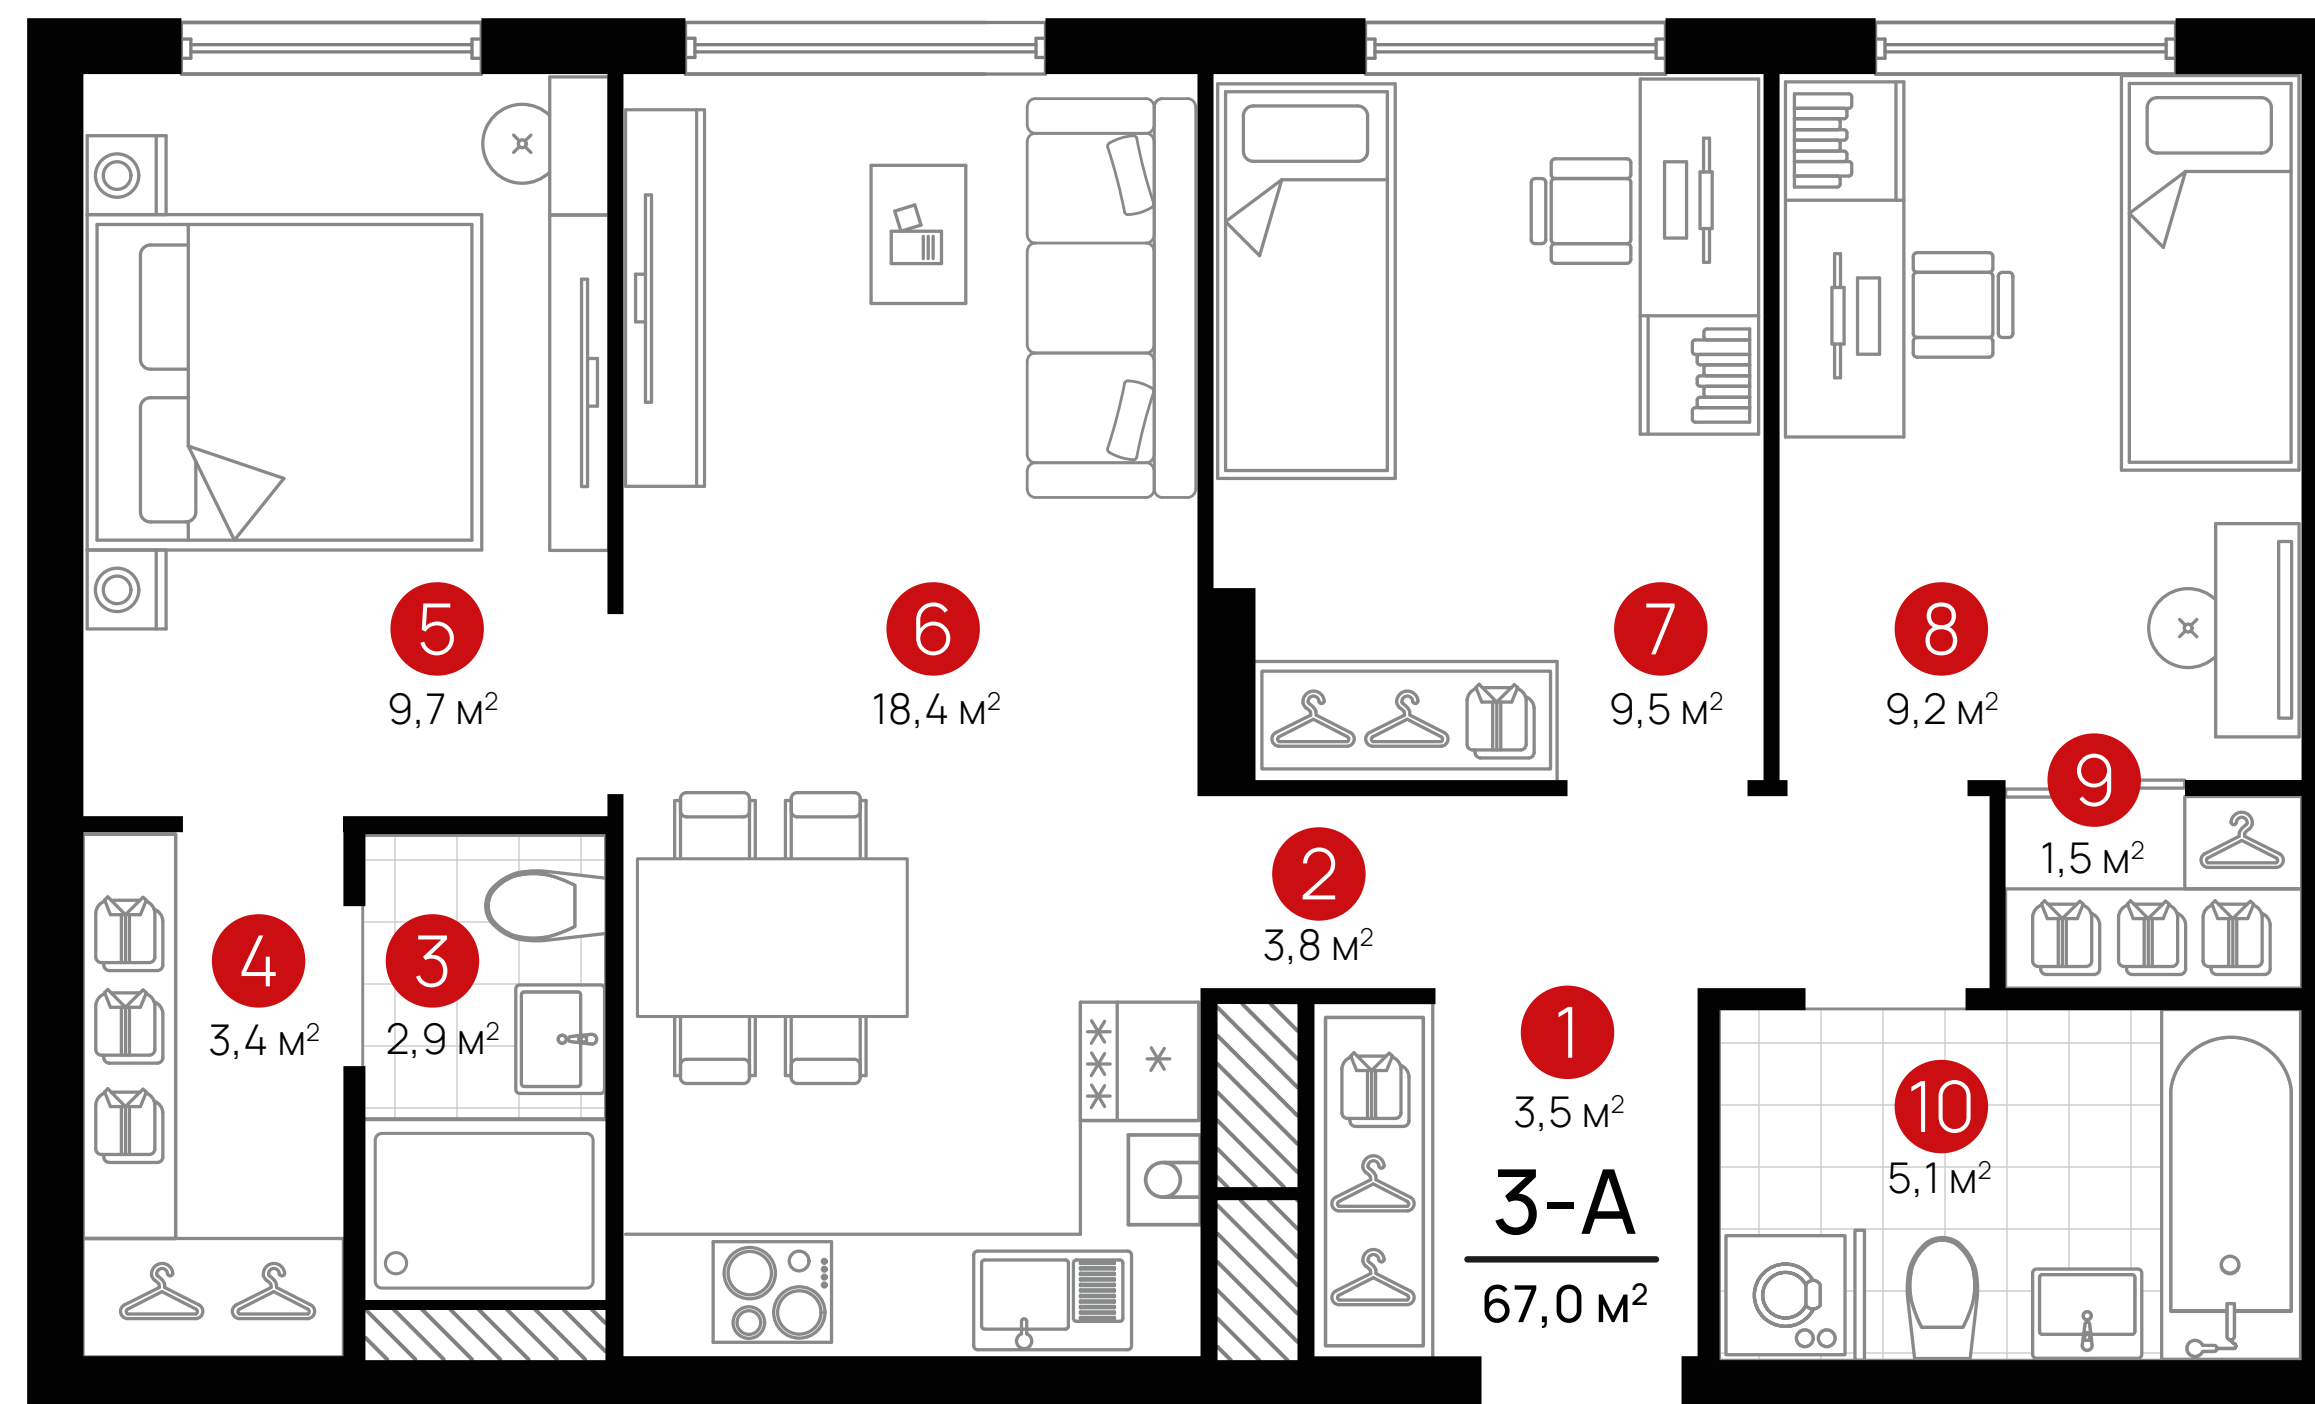 5
9,7 м²
6
18,4 м²
7
9,5 м²
8
9,2 м²
9
1,5 м²
2
3,8 м²
4
3,4 м²
3
2,9 м²
1
3,5 м²
10
5,1 м²
3-А
67,0 м²